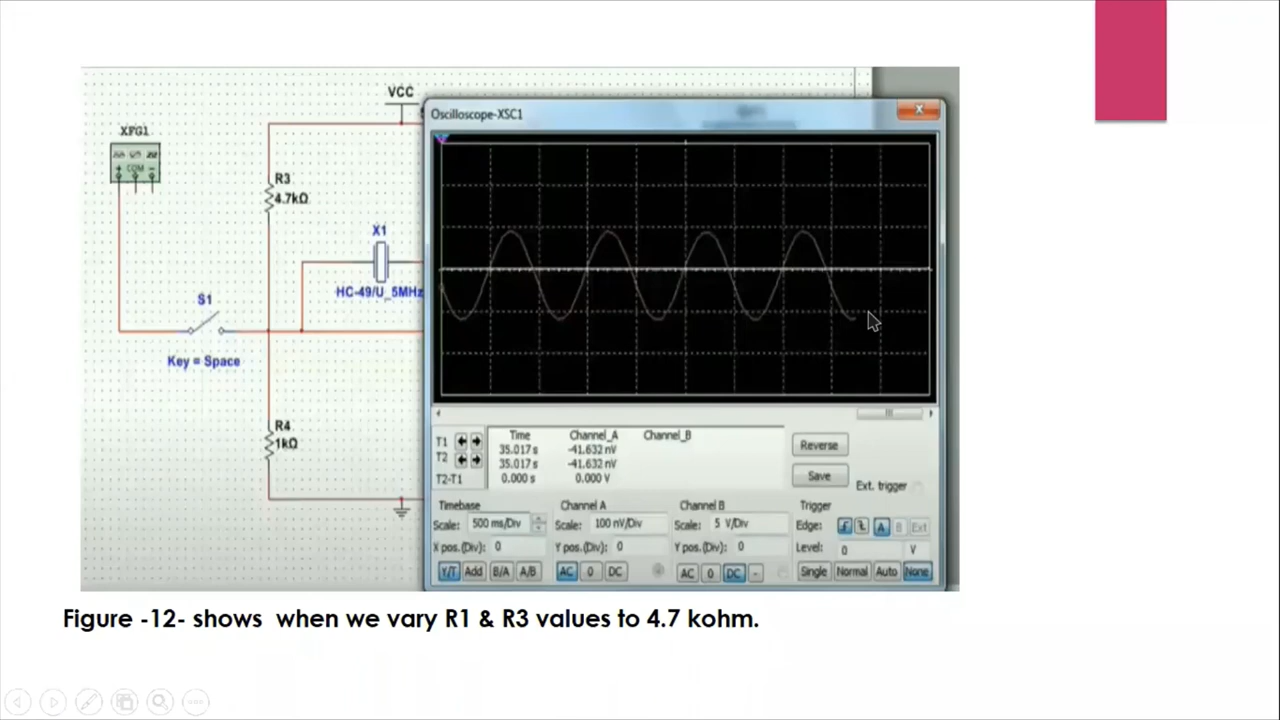 VCC
XFG1
COM
R3
4.7kΩ
X1
HC-49/U_5MHz
S1
Key = Space
R4
1kΩ
Oscilloscope-XSC1
Time Channel_A Channel_B
T1 35.017 s -41.632 nV
T2 35.017 s -41.632 nV
T2-T1 0.000 s 0.000 V
Reverse
Save
Ext. trigger
Timebase Channel A Channel B Trigger
Scale: 500 ms/Div Scale: 100 nV/Div Scale: 5 V/Div Edge: A B Ext
X pos.(Div): 0 Y pos.(Div): 0 Y pos.(Div): 0 Level: 0 V
Y/T Add B/A A/B AC 0 DC AC 0 DC - Single Normal Auto None
Figure -12- shows when we vary R1 & R3 values to 4.7 kohm.